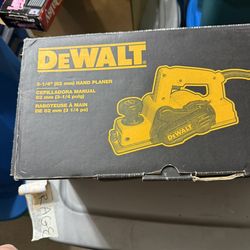 DEWALT
3-1/4" (82 mm) HAND PLANER
CEPILLADORA MANUAL
82 mm (3-1/4 pulg)
RABOTEUSE À MAIN
DE 82 mm (3 1/4 po)
DEWALT